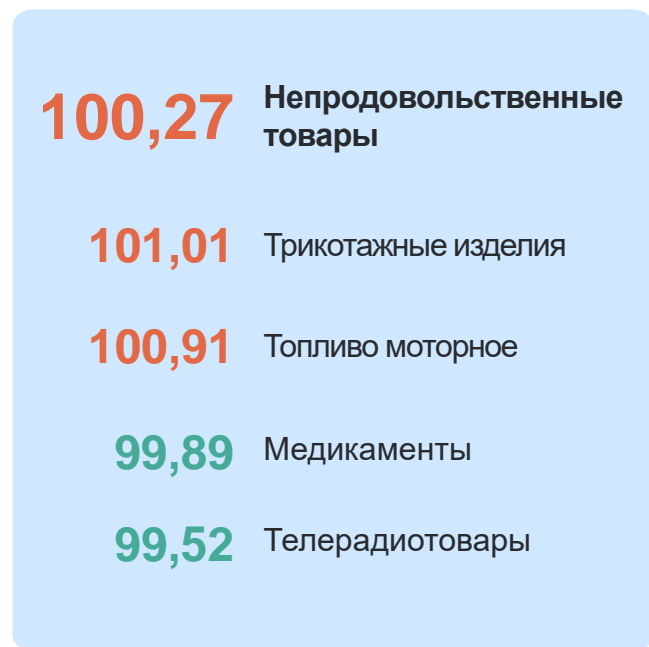 100,27 Непродовольственные
товары
101,01 Трикотажные изделия
100,91 Топливо моторное
99,89 Медикаменты
99,52 Телерадиотовары